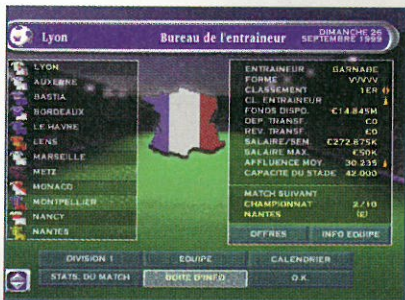 Lyon
Bureau de l'entraineur
DIMANCHE 26
SEPTEMBRE 1999
LYON
AUXERRE
BASTIA
BORDEAUX
LE HAVRE
LENS
MARSEILLE
METZ
MONACO
MONTPELLIER
NANCY
NANTES
ENTRAINEUR GARNABE
FORME VVVVV
CLASSEMENT 1ER
CL. ENTRAINEUR
FONDS DISPO. €14.845M
DEP. TRANSF. €0
REV. TRANSF. €0
SALAIRE/SEM. €272.875K
SALAIRE MAX. €50K
AFFLUENCE MOY. 30.235
CAPACITE DU STADE 42.000
MATCH SUIVANT
CHAMPIONNAT 2/10
NANTES (E)
OFFRES
INFO EQUIPE
DIVISION 1
EQUIPE
CALENDRIER
STATS. DU MATCH
BOITE D'INFO
O.K.